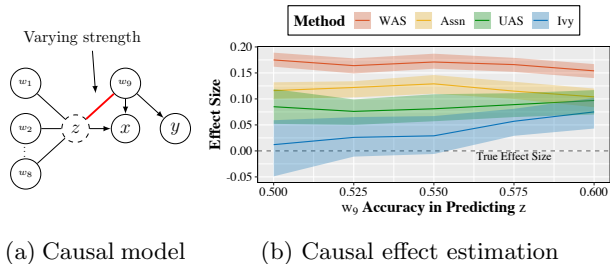 Varying strength
w1
w9
w2
z
x
y
w8
(a) Causal model
Method WAS Assn UAS Ivy
Effect Size
0.20
0.15
0.10
0.05
0.00
-0.05
True Effect Size
0.500 0.525 0.550 0.575 0.600
w9 Accuracy in Predicting z
(b) Causal effect estimation